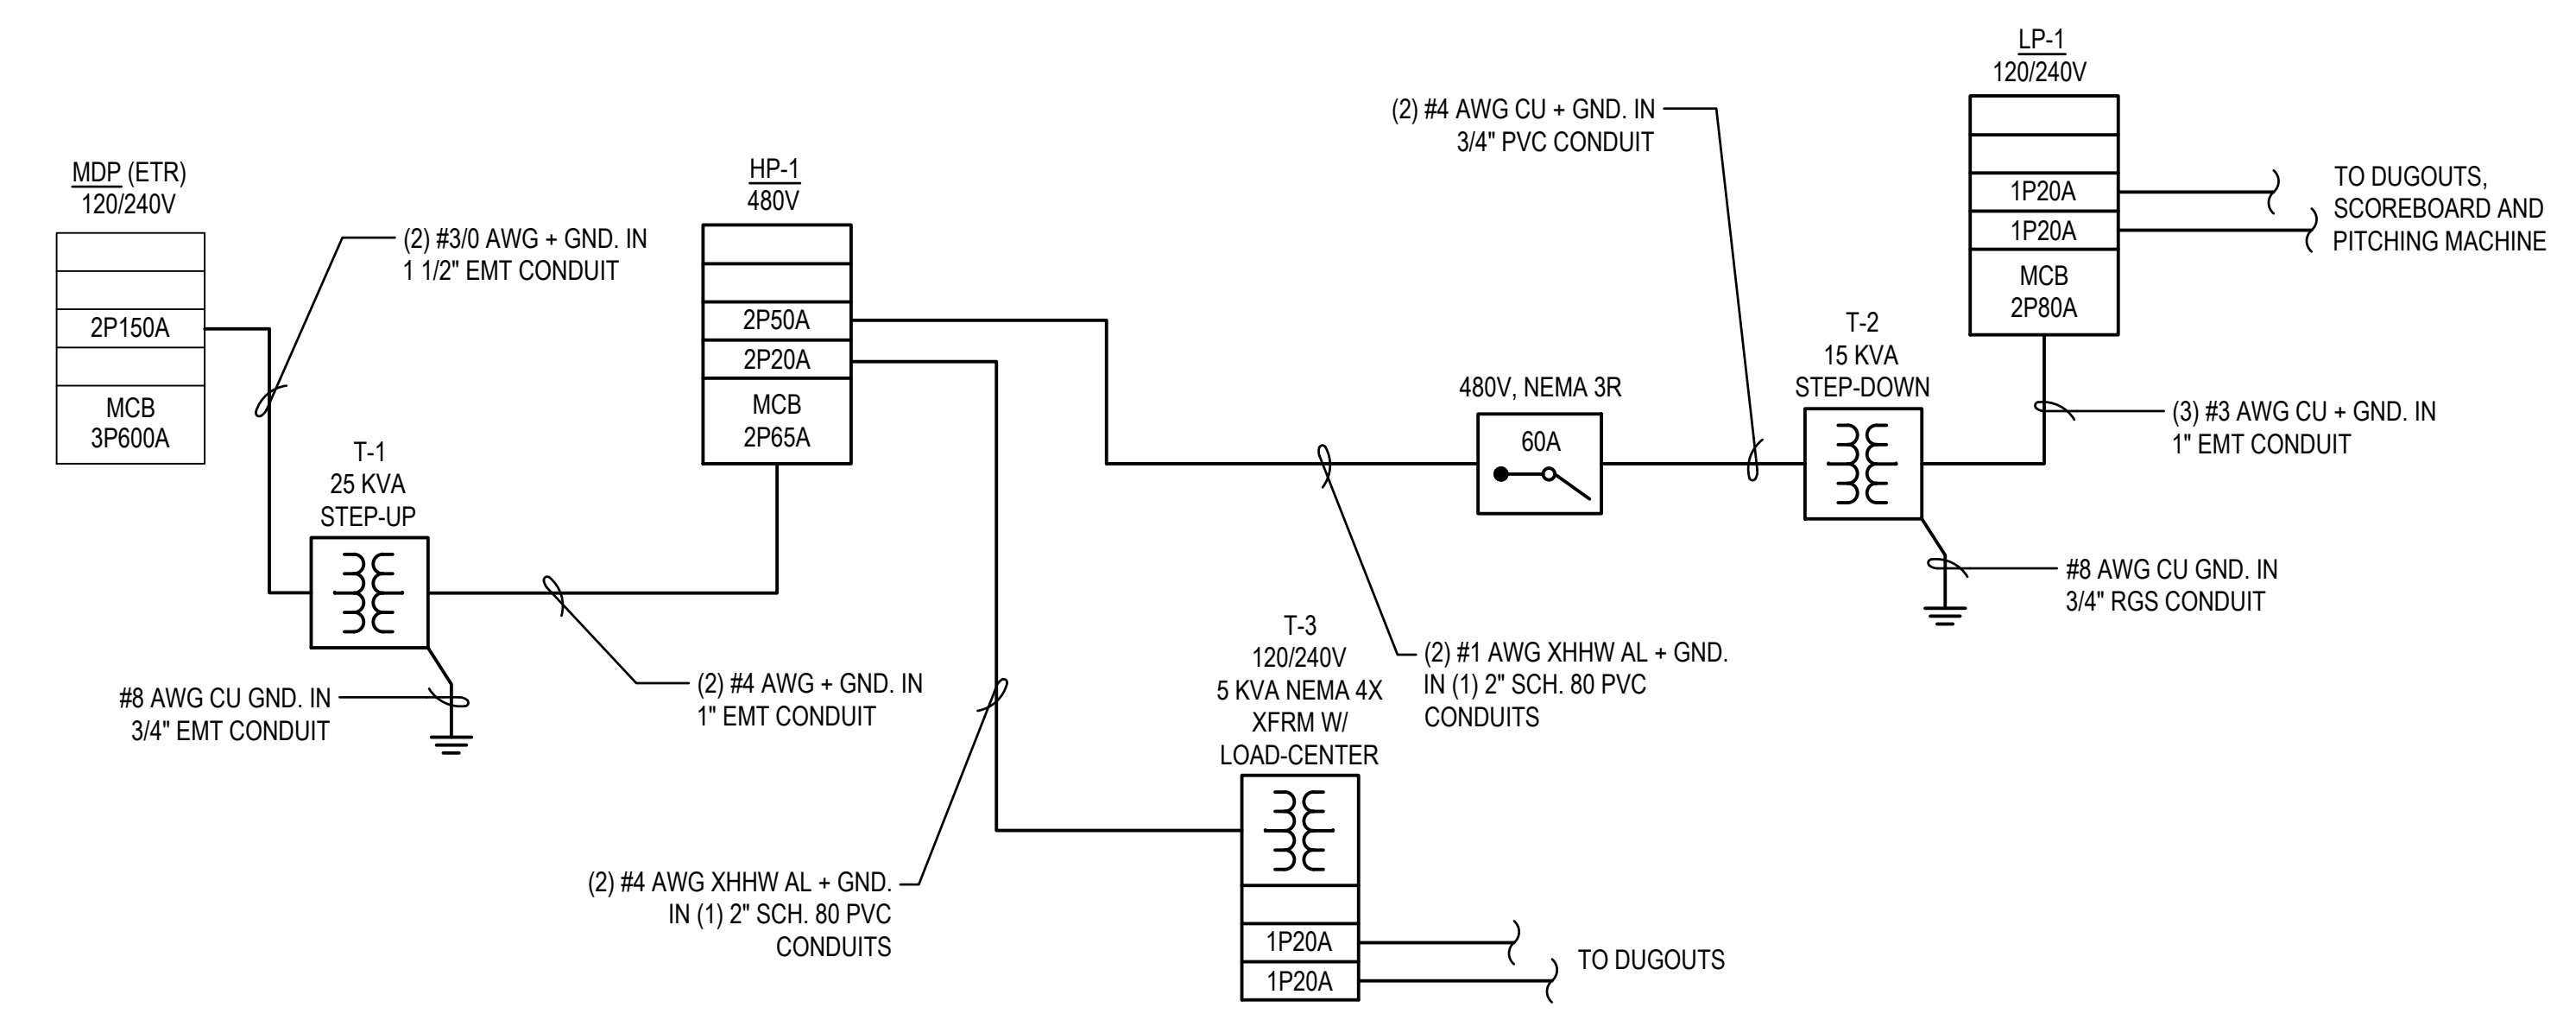 MDP (ETR)
120/240V
2P150A
MCB
3P600A
(2) #3/0 AWG + GND. IN
1 1/2" EMT CONDUIT
T-1
25 KVA
STEP-UP
#8 AWG CU GND. IN
3/4" EMT CONDUIT
HP-1
480V
2P50A
2P20A
MCB
2P65A
(2) #4 AWG + GND. IN
1" EMT CONDUIT
(2) #4 AWG XHHW AL + GND.
IN (1) 2" SCH. 80 PVC
CONDUITS
T-3
120/240V
5 KVA NEMA 4X
XFRM W/
LOAD-CENTER
1P20A
1P20A
TO DUGOUTS
(2) #1 AWG XHHW AL + GND.
IN (1) 2" SCH. 80 PVC
CONDUITS
480V, NEMA 3R
60A
(2) #4 AWG CU + GND. IN
3/4" PVC CONDUIT
T-2
15 KVA
STEP-DOWN
#8 AWG CU GND. IN
3/4" RGS CONDUIT
LP-1
120/240V
1P20A
1P20A
MCB
2P80A
TO DUGOUTS,
SCOREBOARD AND
PITCHING MACHINE
(3) #3 AWG CU + GND. IN
1" EMT CONDUIT